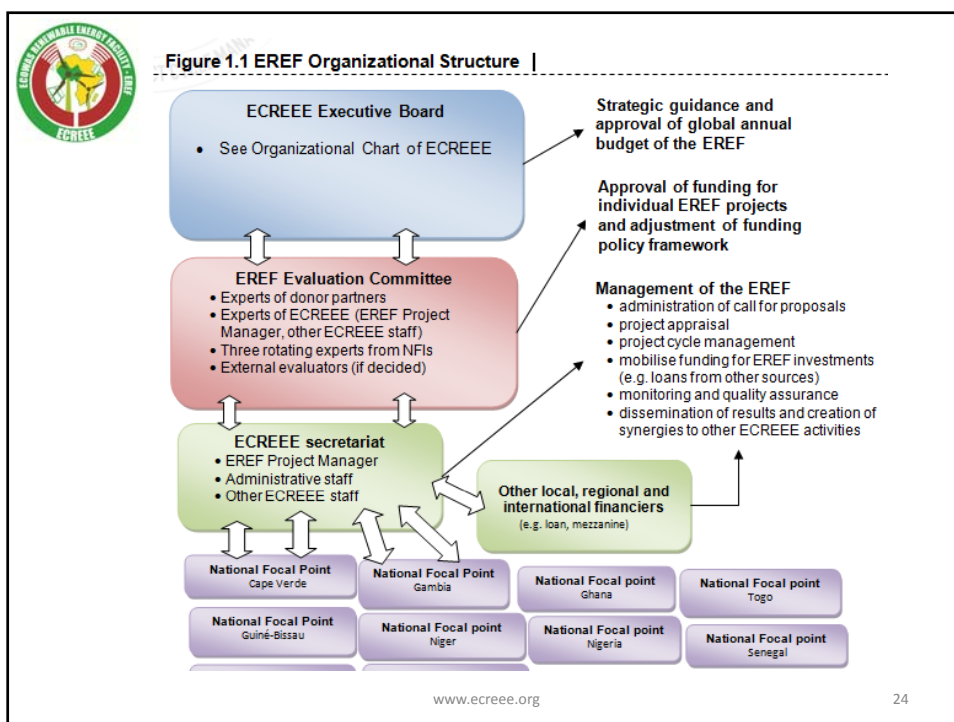 ECOWAS RENEWABLE ENERGY FACILITY - EREF
ECREEE
Figure 1.1 EREF Organizational Structure
ECREEE Executive Board
• See Organizational Chart of ECREEE
Strategic guidance and
approval of global annual
budget of the EREF
Approval of funding for
individual EREF projects
and adjustment of funding
policy framework
EREF Evaluation Committee
• Experts of donor partners
• Experts of ECREEE (EREF Project
Manager, other ECREEE staff)
• Three rotating experts from NFIs
• External evaluators (if decided)
Management of the EREF
• administration of call for proposals
• project appraisal
• project cycle management
• mobilise funding for EREF investments
(e.g. loans from other sources)
• monitoring and quality assurance
• dissemination of results and creation of
synergies to other ECREEE activities
ECREEE secretariat
• EREF Project Manager
• Administrative staff
• Other ECREEE staff
Other local, regional and
international financiers
(e.g. loan, mezzanine)
National Focal Point
Cape Verde
National Focal Point
Gambia
National Focal point
Ghana
National Focal point
Togo
National Focal Point
Guiné-Bissau
National Focal point
Niger
National Focal point
Nigeria
National Focal point
Senegal
www.ecreee.org
24